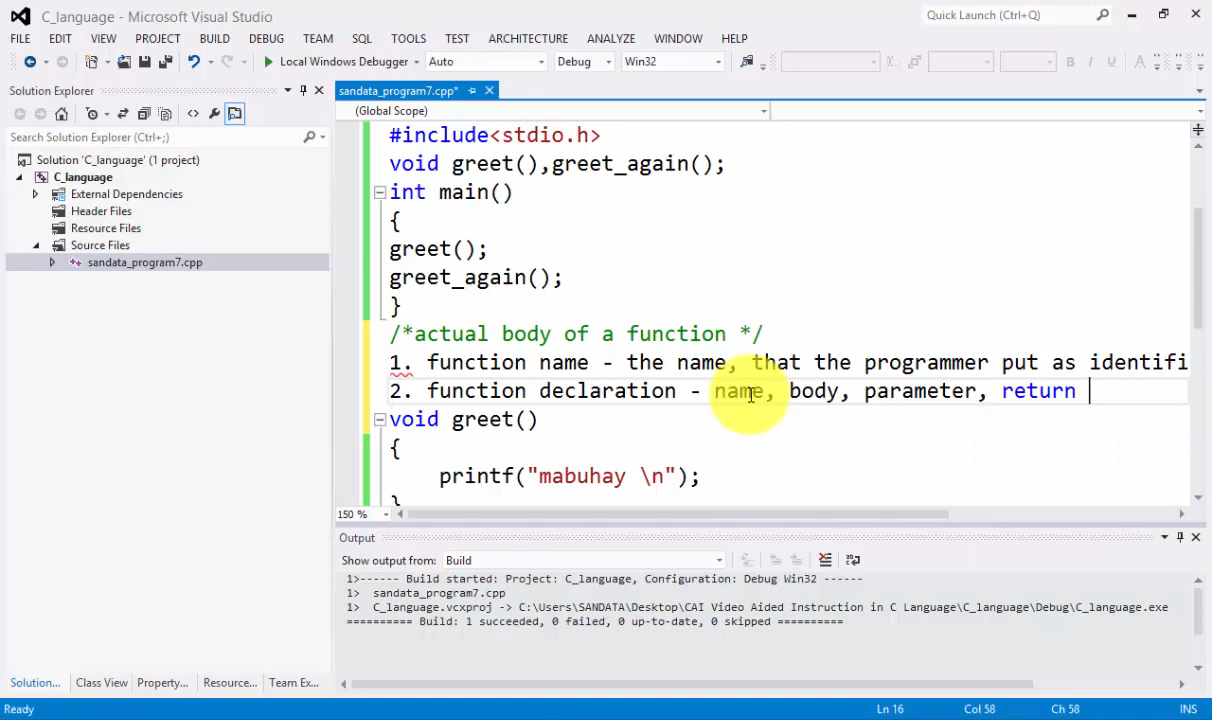 C_language - Microsoft Visual Studio
Quick Launch (Ctrl+Q)
FILE EDIT VIEW PROJECT BUILD DEBUG TEAM SQL TOOLS TEST ARCHITECTURE ANALYZE WINDOW HELP
Local Windows Debugger Auto Debug Win32
Solution Explorer
sandata_program7.cpp*
(Global Scope)
Search Solution Explorer (Ctrl+;)
Solution 'C_language' (1 project)
C_language
External Dependencies
Header Files
Resource Files
Source Files
sandata_program7.cpp
#include<stdio.h>
void greet(),greet_again();
int main()
{
greet();
greet_again();
}
/*actual body of a function */
1. function name - the name, that the programmer put as identifi
2. function declaration - name, body, parameter, return
void greet()
{
printf("mabuhay \n");
}
150 %
Output
Show output from: Build
1>------ Build started: Project: C_language, Configuration: Debug Win32 ------
1> sandata_program7.cpp
1> C_language.vcxproj -> C:\Users\SANDATA\Desktop\CAI Video Aided Instruction in C Language\C_language\Debug\C_language.exe
========== Build: 1 succeeded, 0 failed, 0 up-to-date, 0 skipped ==========
Solution... Class View Property... Resource... Team Ex...
Ready Ln 16 Col 58 Ch 58 INS